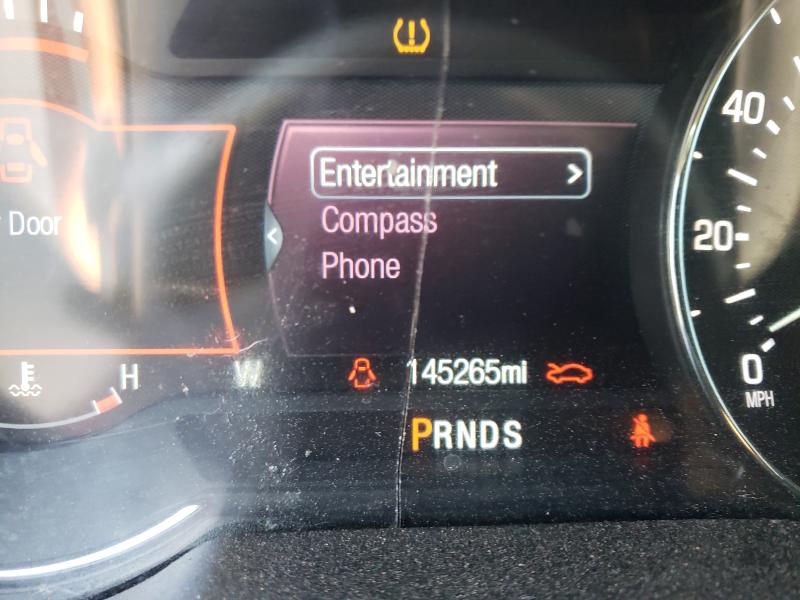 Entertainment >
Compass
Phone
r Door
<
H
W
145265mi
PRNDS
40
20
0
MPH